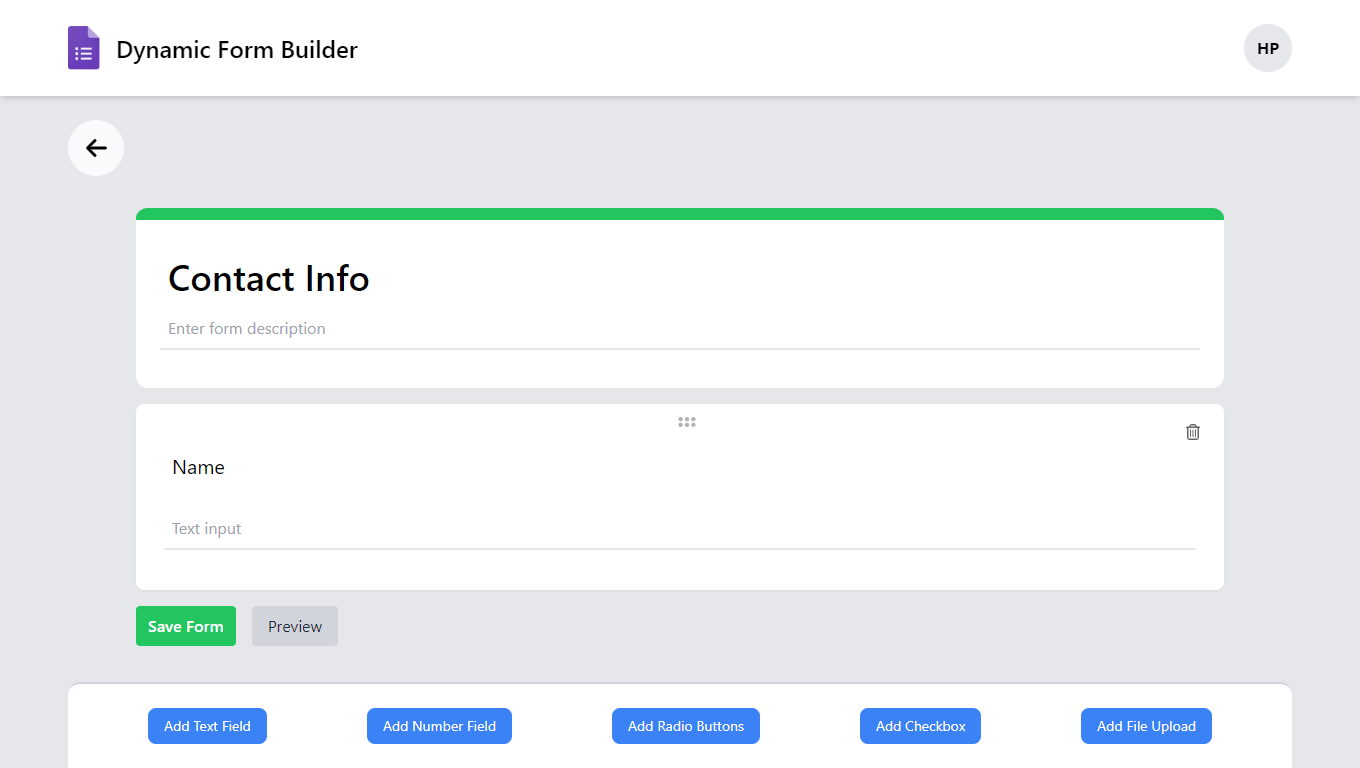 Dynamic Form Builder
HP
Contact Info
Enter form description
Name
Text input
Save Form
Preview
Add Text Field
Add Number Field
Add Radio Buttons
Add Checkbox
Add File Upload